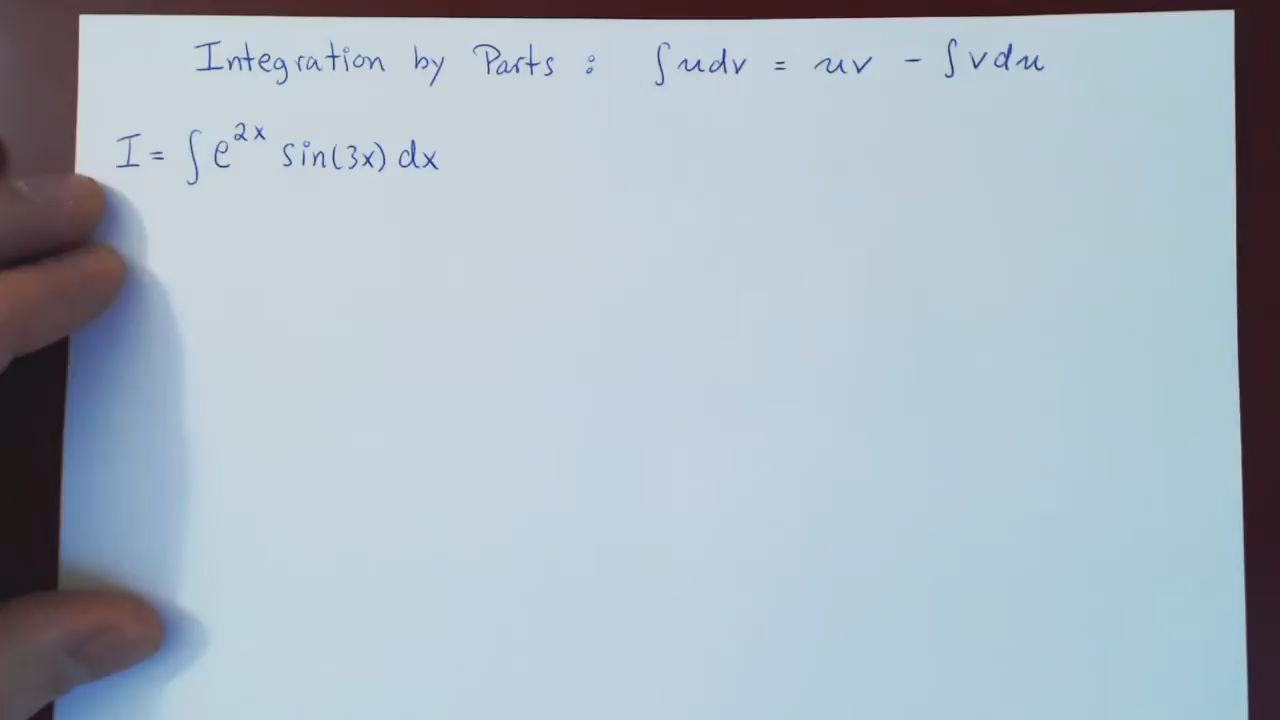 Integration by Parts : ∫udv = uv - ∫vdu
I = ∫e^{2x} sin(3x) dx